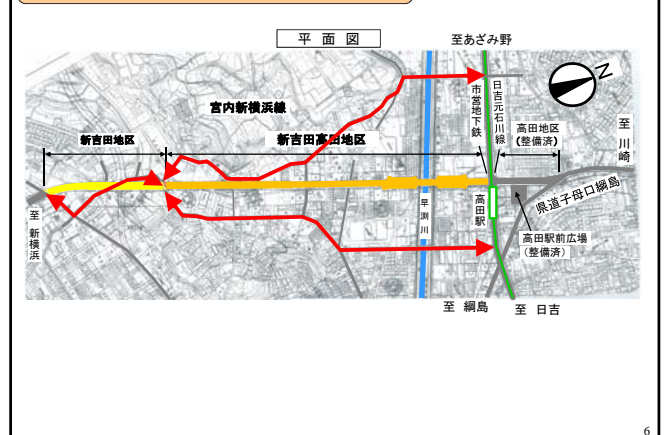 平面図
至あざみ野
N
宮内新横浜線
市営地下鉄
日吉元石川線
高田地区
(整備済)
至川崎
新吉田地区
新吉田高田地区
至新横浜
早渕川
高田駅
県道子母口綱島
高田駅前広場
(整備済)
至 綱島
至 日吉
6